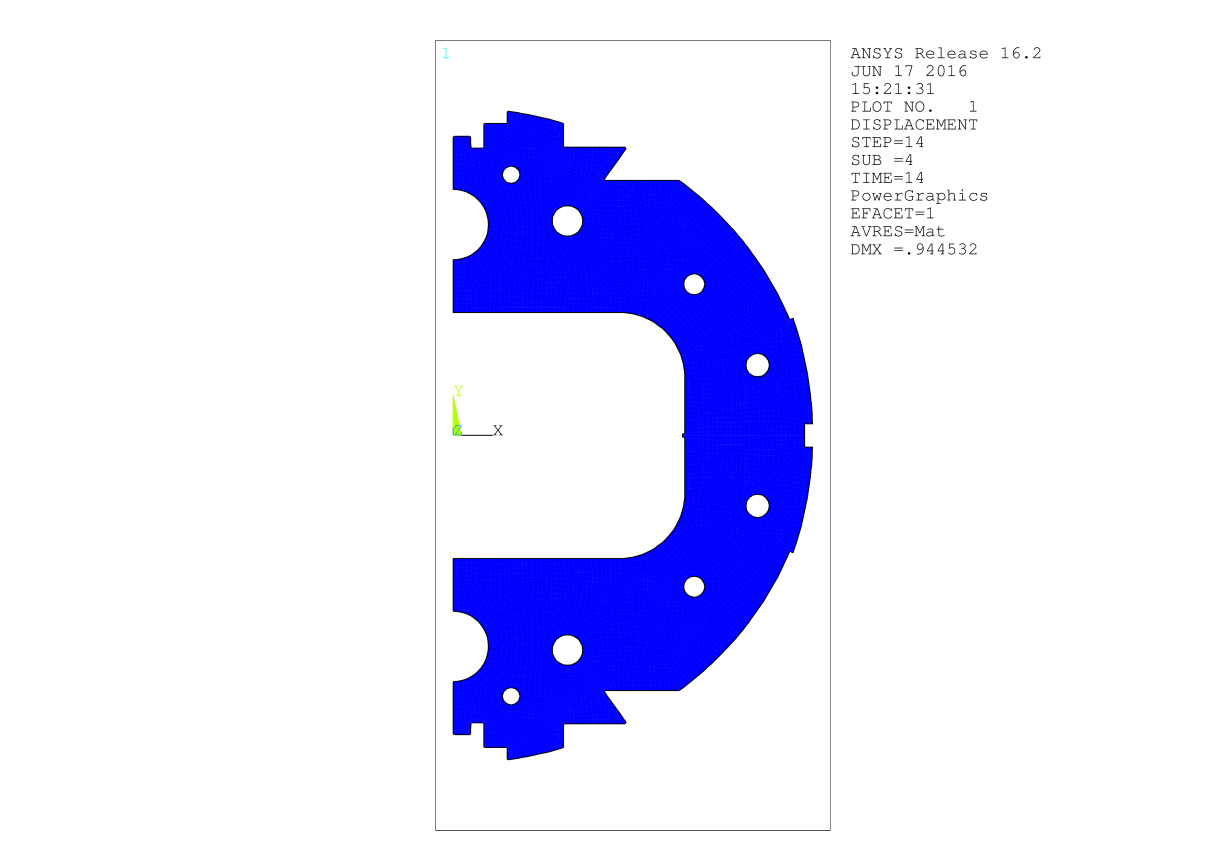 1
ANSYS Release 16.2
JUN 17 2016
15:21:31
PLOT NO.   1
DISPLACEMENT
STEP=14
SUB =4
TIME=14
PowerGraphics
EFACET=1
AVRES=Mat
DMX =.944532
Y
Z X